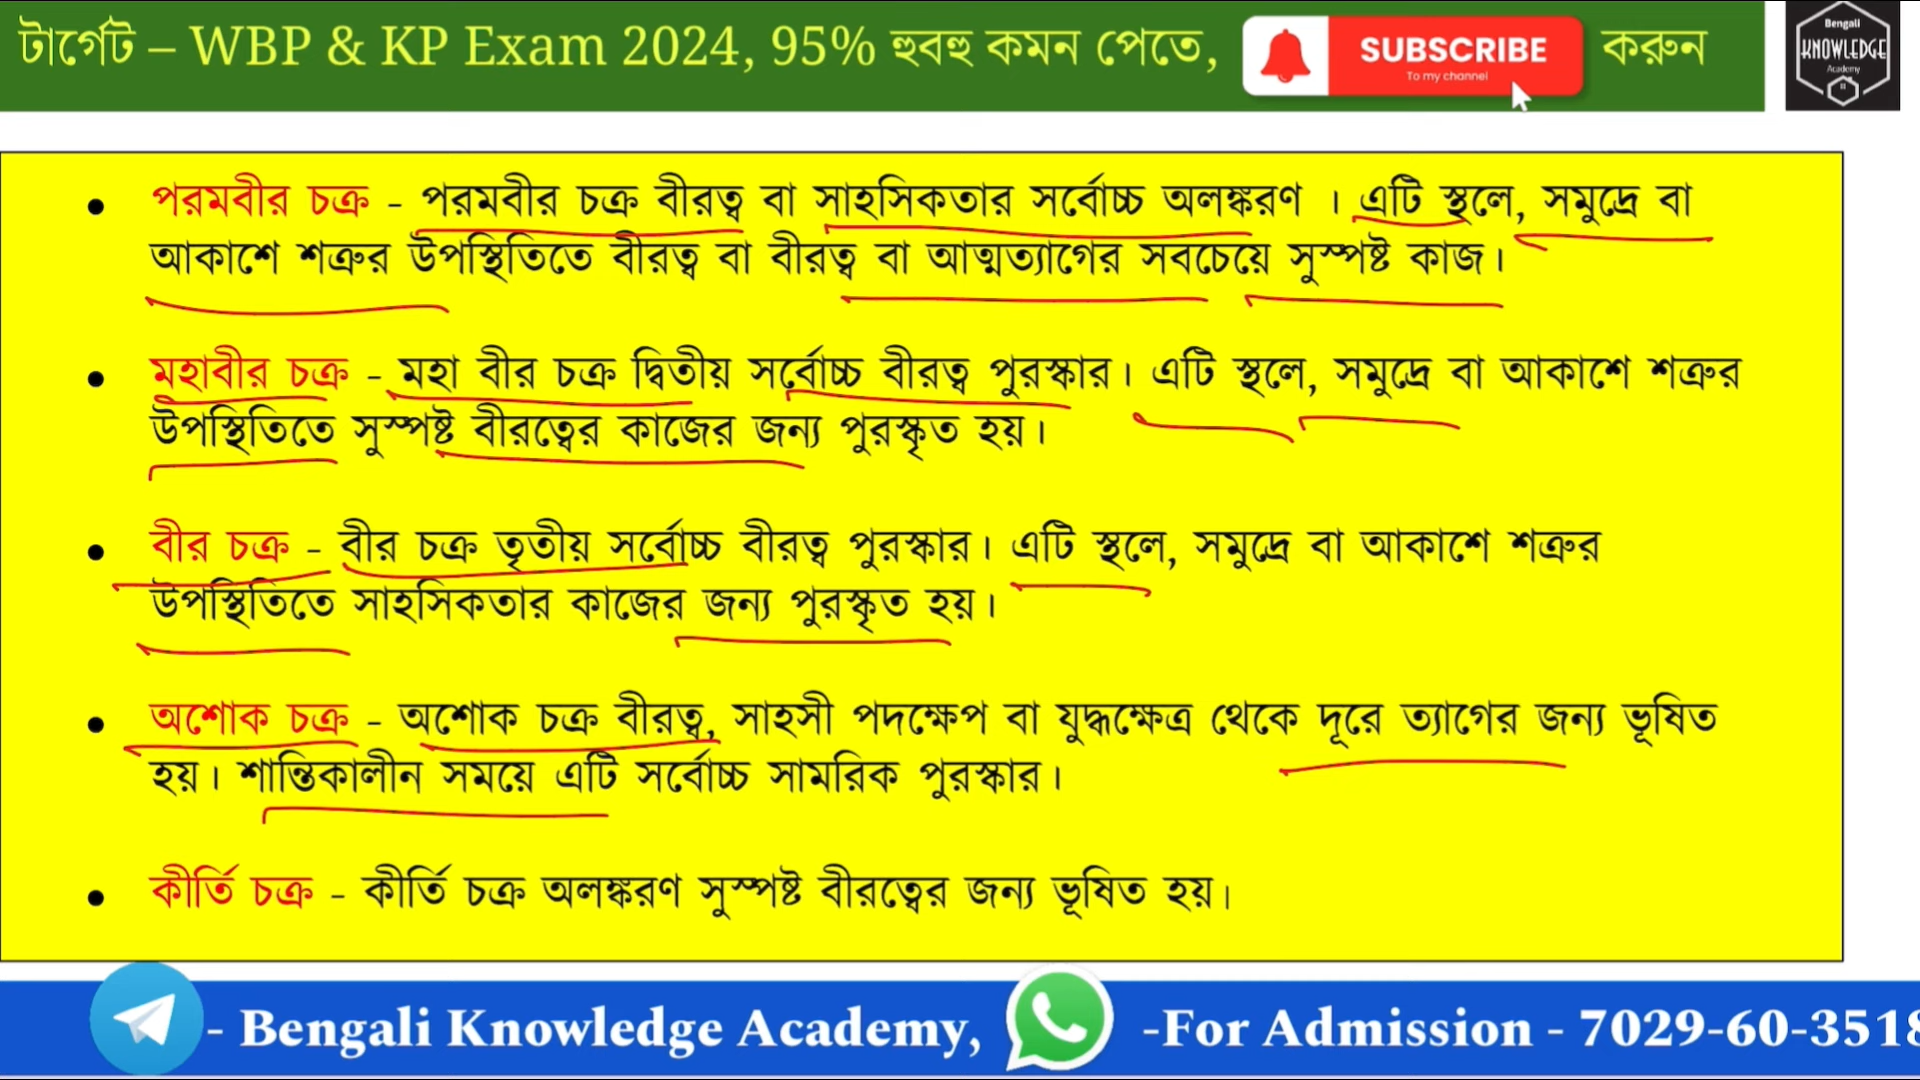 টার্গেট – WBP & KP Exam 2024, 95% হুবহু কমন পেতে, SUBSCRIBE করুন
To my channel
Bengali
KNOWLEDGE
Academy
• পরমবীর চক্র - পরমবীর চক্র বীরত্ব বা সাহসিকতার সর্বোচ্চ অলঙ্করণ । এটি স্থলে, সমুদ্রে বা
আকাশে শত্রুর উপস্থিতিতে বীরত্ব বা বীরত্ব বা আত্মত্যাগের সবচেয়ে সুস্পষ্ট কাজ।
• মহাবীর চক্র - মহা বীর চক্র দ্বিতীয় সর্বোচ্চ বীরত্ব পুরস্কার। এটি স্থলে, সমুদ্রে বা আকাশে শত্রুর
উপস্থিতিতে সুস্পষ্ট বীরত্বের কাজের জন্য পুরস্কৃত হয়।
• বীর চক্র - বীর চক্র তৃতীয় সর্বোচ্চ বীরত্ব পুরস্কার। এটি স্থলে, সমুদ্রে বা আকাশে শত্রুর
উপস্থিতিতে সাহসিকতার কাজের জন্য পুরস্কৃত হয়।
• অশোক চক্র - অশোক চক্র বীরত্ব, সাহসী পদক্ষেপ বা যুদ্ধক্ষেত্র থেকে দূরে ত্যাগের জন্য ভূষিত
হয়। শান্তিকালীন সময়ে এটি সর্বোচ্চ সামরিক পুরস্কার।
• কীর্তি চক্র - কীর্তি চক্র অলঙ্করণ সুস্পষ্ট বীরত্বের জন্য ভূষিত হয়।
- Bengali Knowledge Academy, -For Admission - 7029-60-3518